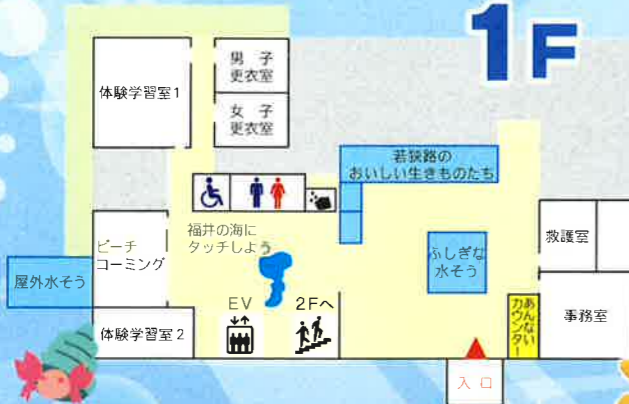 1F
男 子
更衣室
体験学習室1
女 子
更衣室
若狭路の
おいしい生きものたち
福井の海に
タッチしよう
ビーチ
コーミング
救護室
ふしぎな
水そう
屋外水そう
EV
2Fへ
あんない
カウンター
事務室
体験学習室2
入 口